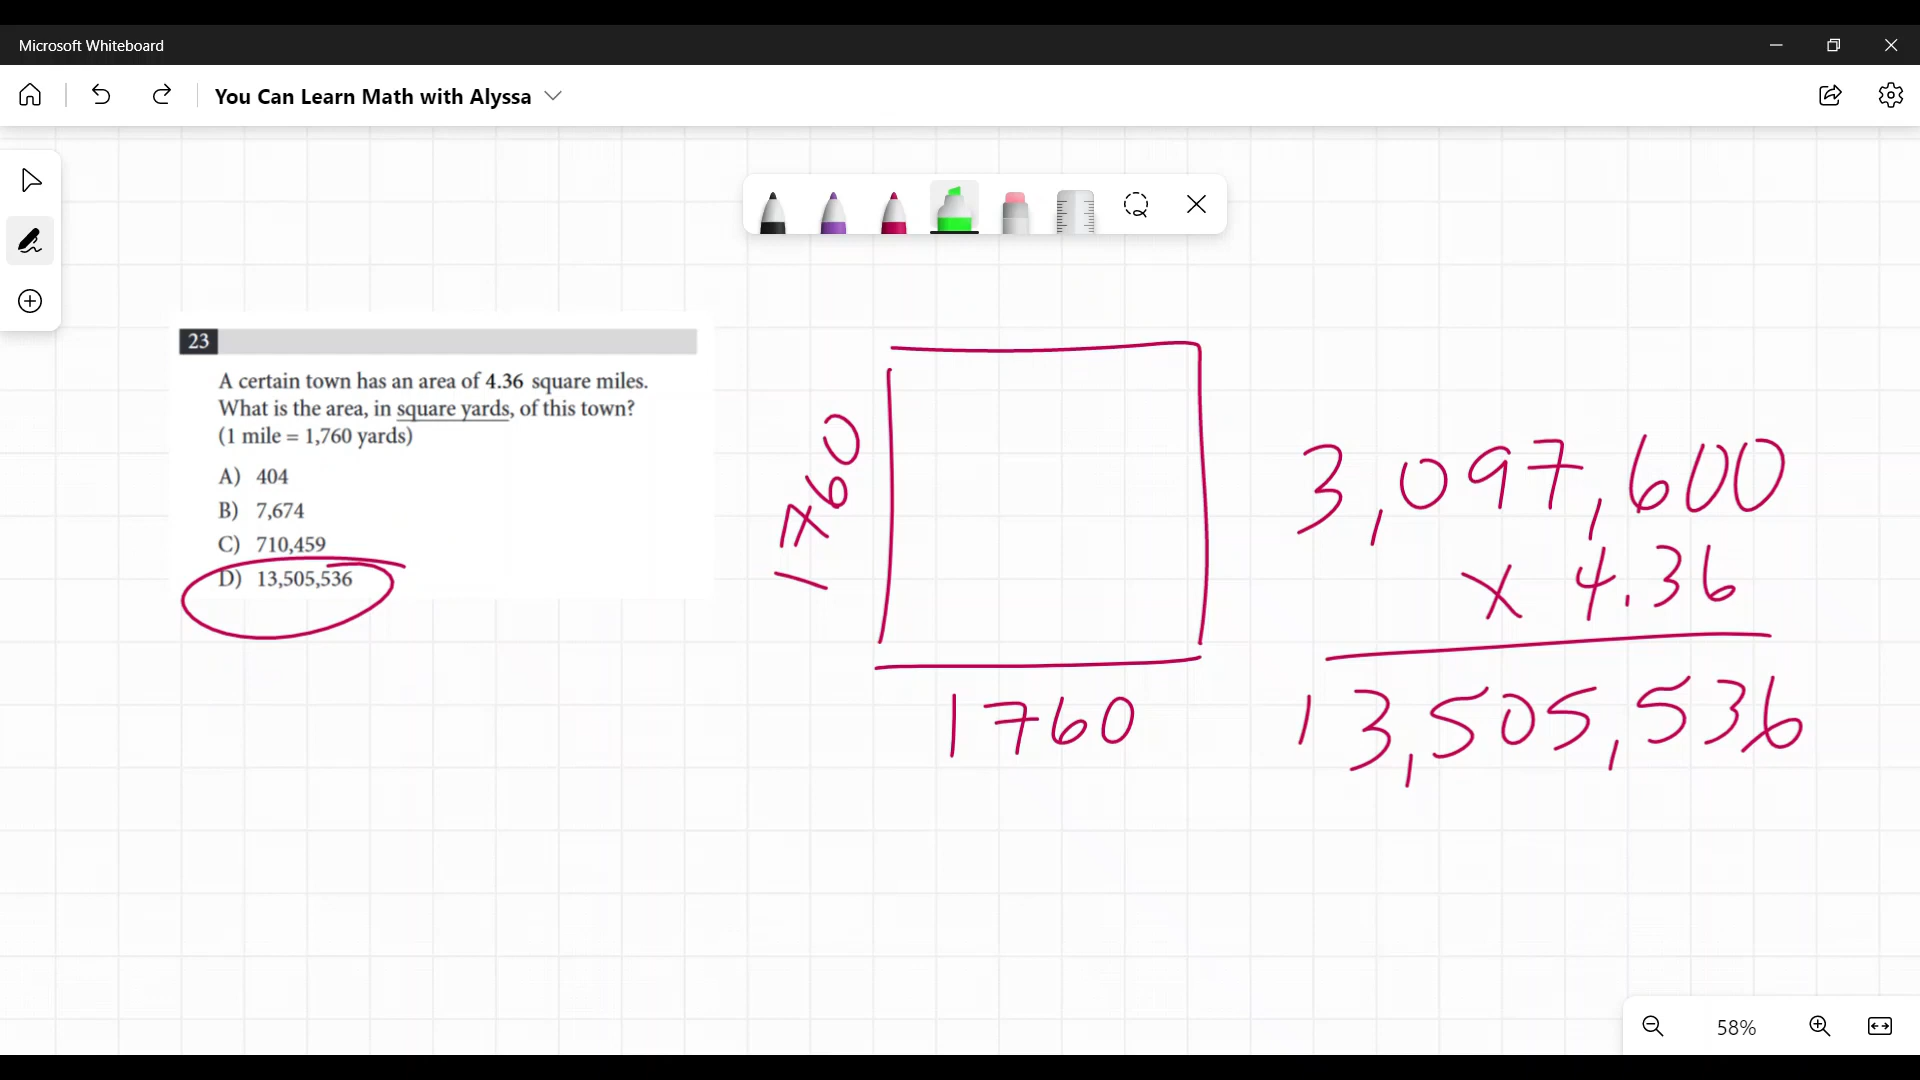 Microsoft Whiteboard
You Can Learn Math with Alyssa
23
A certain town has an area of 4.36 square miles.
What is the area, in square yards, of this town?
(1 mile = 1,760 yards)
A) 404
B) 7,674
C) 710,459
D) 13,505,536
1760
1760
3,097,600
x 4.36
13,505,536
58%